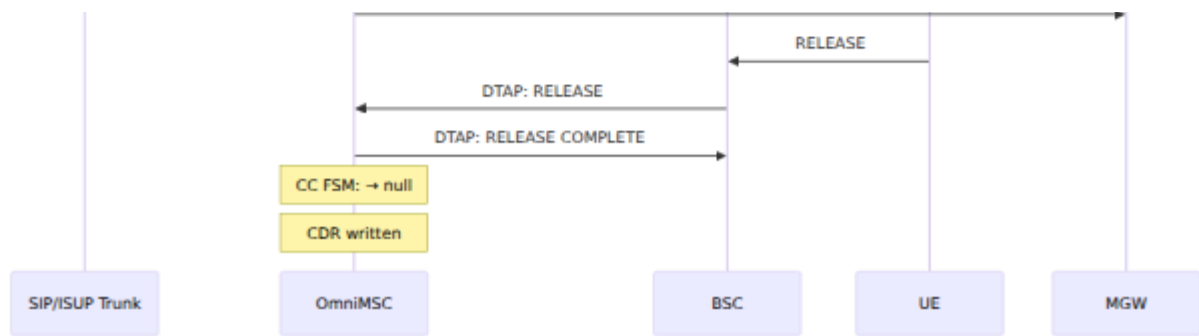 RELEASE
DTAP: RELEASE
DTAP: RELEASE COMPLETE
CC FSM: → null
CDR written
SIP/ISUP Trunk
OmniMSC
BSC
UE
MGW